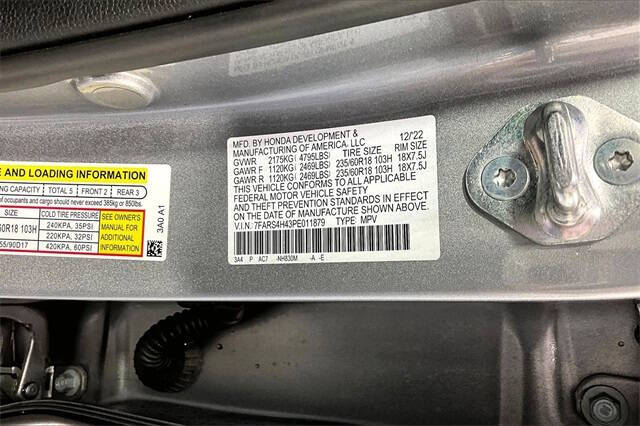 E AND LOADING INFORMATION
NG CAPACITY TOTAL 5 FRONT 2 REAR 3
of occupants and cargo should never exceed 385kg or 850lbs.
SIZE COLD TIRE PRESSURE SEE OWNER'S MANUAL FOR ADDITIONAL INFORMATION
60R18 103H 240KPA, 35PSI
220KPA, 32PSI
55/90D17 420KPA, 60PSI
3A0 A1
MFD. BY HONDA DEVELOPMENT & 12/'22
MANUFACTURING OF AMERICA, LLC
GVWR 2175KG( 4795LBS) TIRE SIZE RIM SIZE
GAWR F 1120KG( 2469LBS) 235/60R18 103H 18X7.5J
GAWR R 1120KG( 2469LBS) 235/60R18 103H 18X7.5J
THIS VEHICLE CONFORMS TO ALL APPLICABLE
FEDERAL MOTOR VEHICLE SAFETY
AND THEFT PREVENTION STANDARDS IN EFFECT
ON THE DATE OF MANUFACTURE SHOWN ABOVE.
V.I.N. 7FARS4H43PE011879 TYPE MPV
3A4 P AC7 -NH830M -A -E